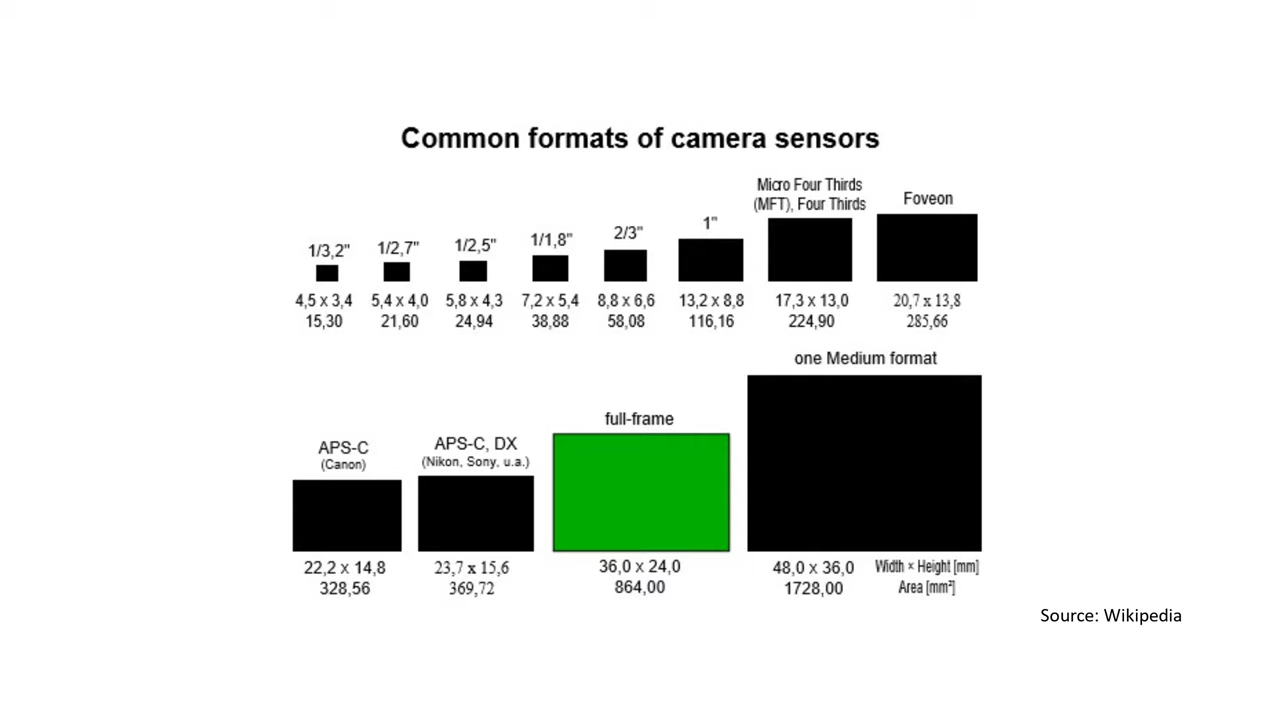 Common formats of camera sensors
Micro Four Thirds
(MFT), Four Thirds
Foveon
1/3,2"
1/2,7"
1/2,5"
1/1,8"
2/3"
1"
4,5 x 3,4
5,4 x 4,0
5,8 x 4,3
7,2 x 5,4
8,8 x 6,6
13,2 x 8,8
17,3 x 13,0
20,7 x 13,8
15,30
21,60
24,94
38,88
58,08
116,16
224,90
285,66
one Medium format
full-frame
APS-C
(Canon)
APS-C, DX
(Nikon, Sony, u.a.)
22,2 x 14,8
23,7 x 15,6
36,0 x 24,0
48,0 x 36,0
Width × Height [mm]
328,56
369,72
864,00
1728,00
Area [mm²]
Source: Wikipedia